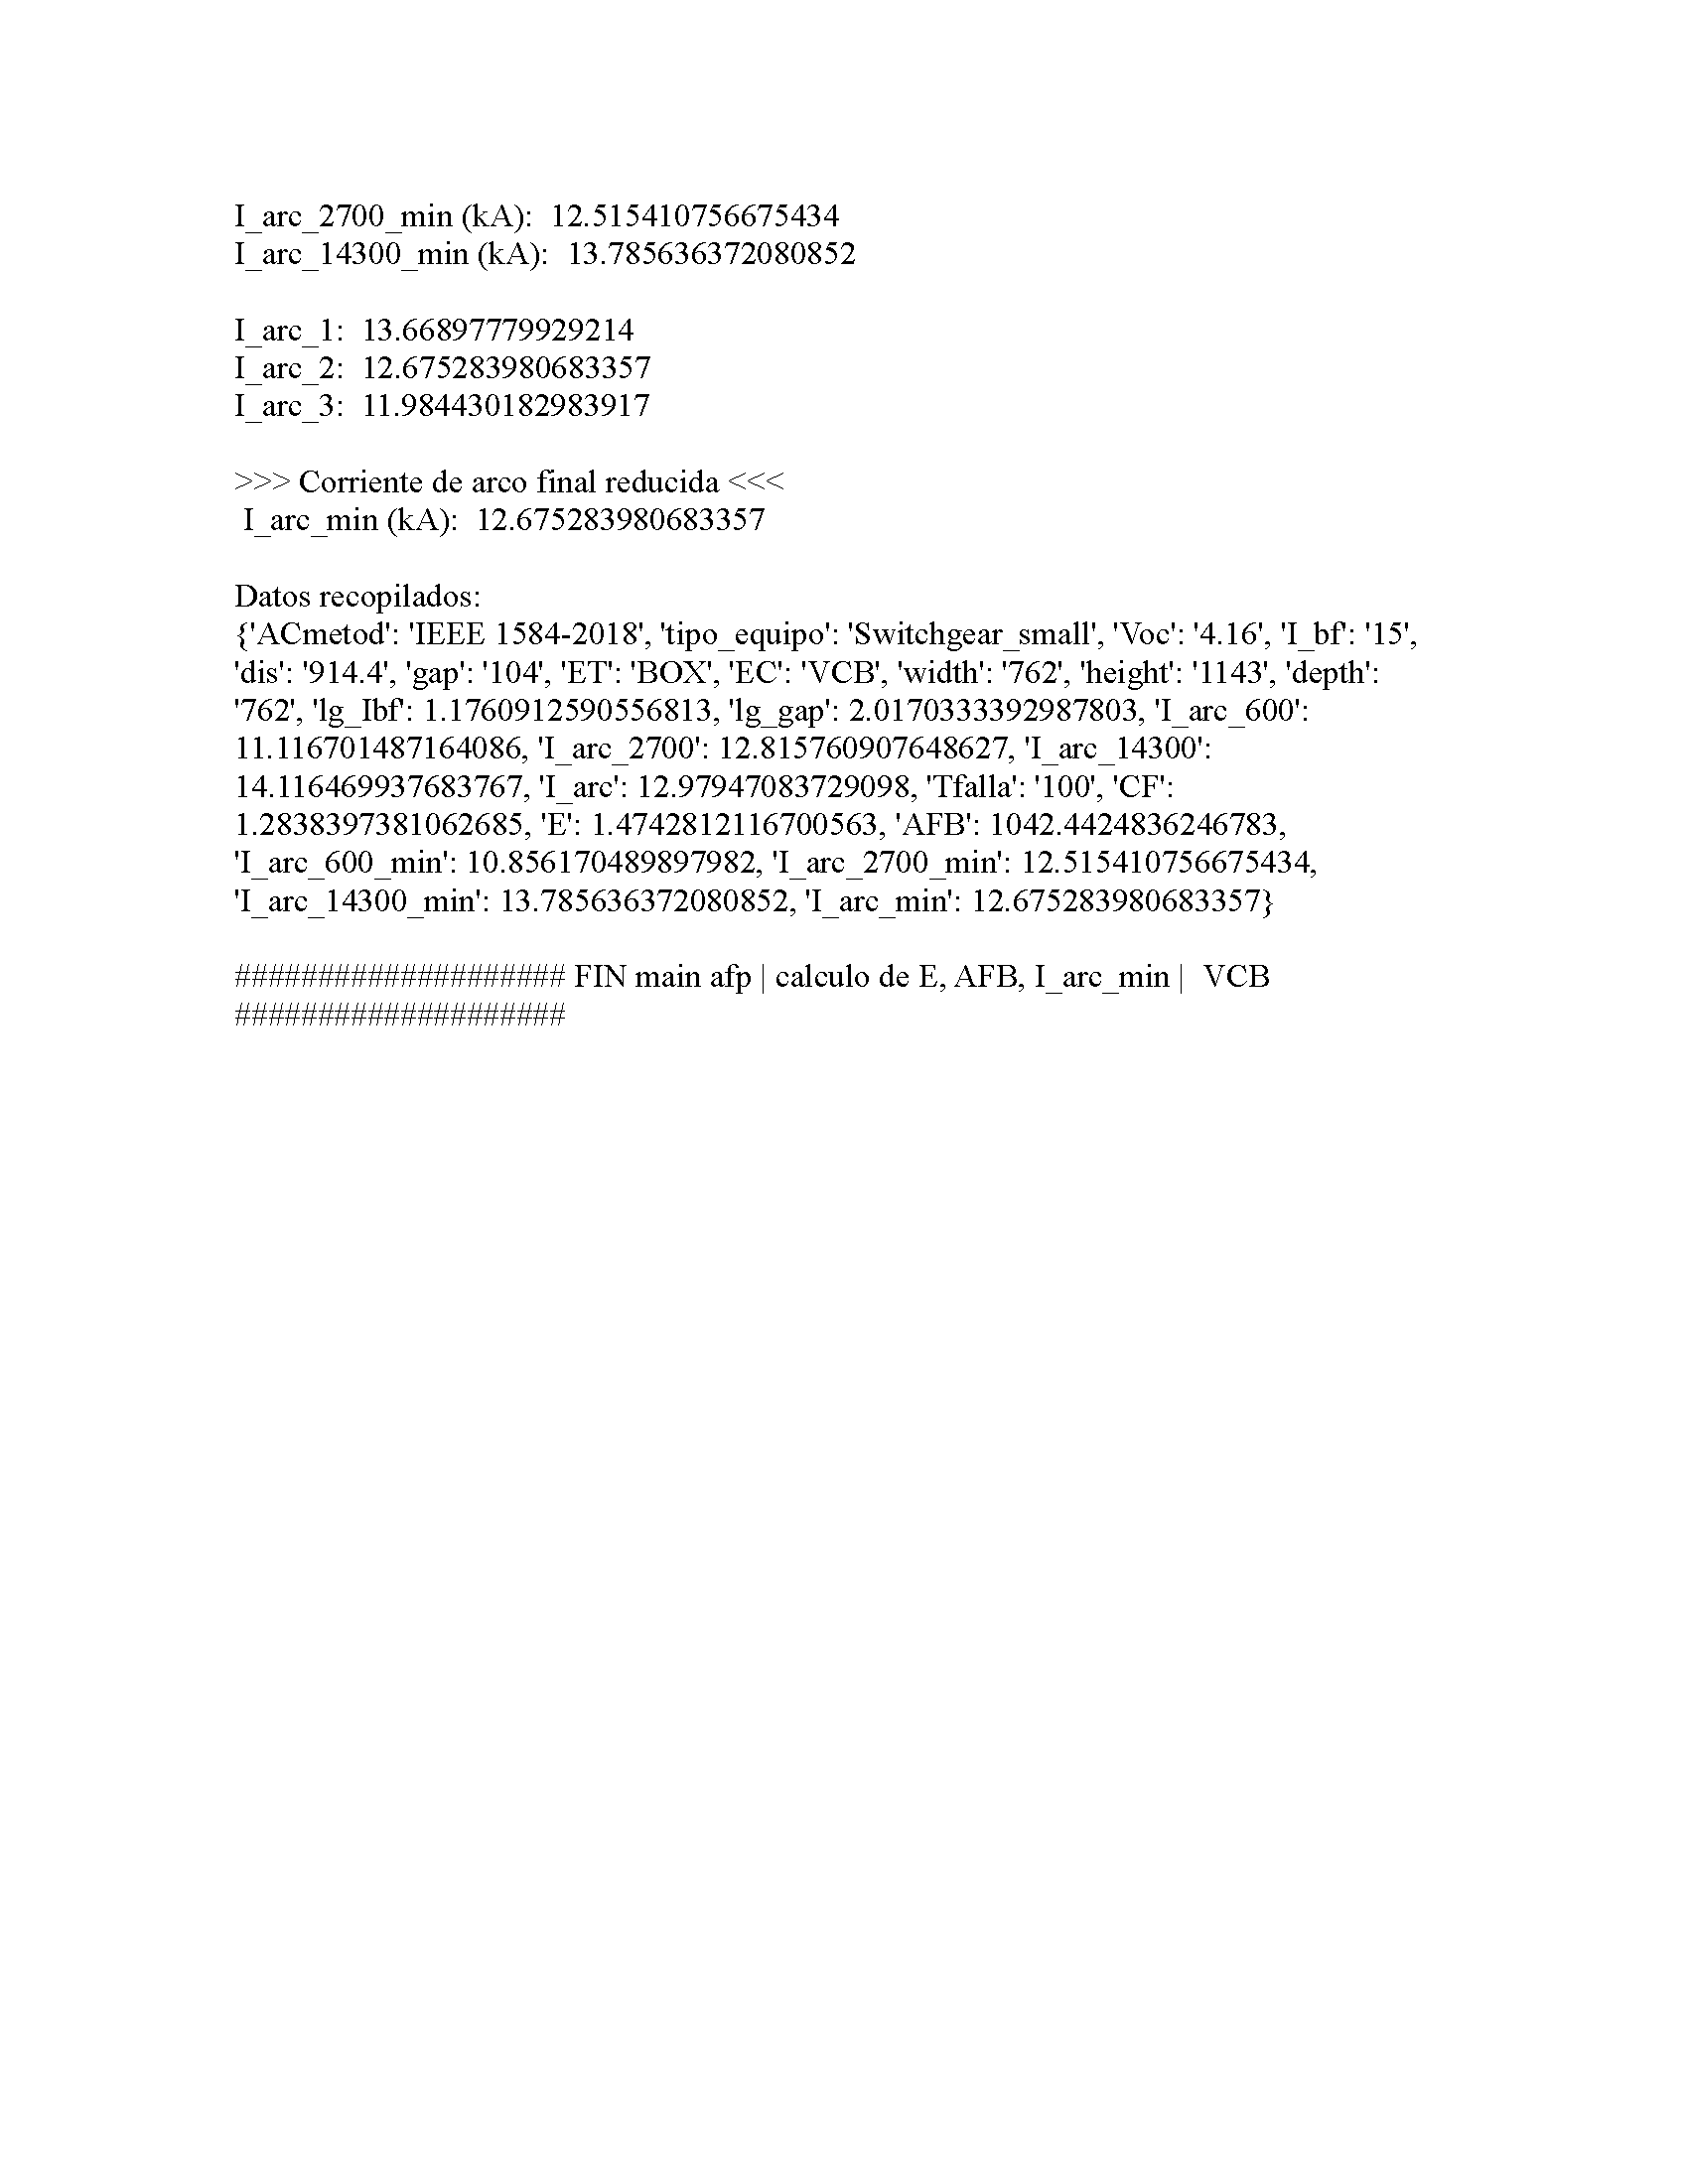 I_arc_2700_min (kA):  12.515410756675434
I_arc_14300_min (kA):  13.785636372080852
I_arc_1:  13.66897779929214
I_arc_2:  12.675283980683357
I_arc_3:  11.984430182983917
>>> Corriente de arco final reducida <<<
I_arc_min (kA):  12.675283980683357
Datos recopilados:
{'ACmetod': 'IEEE 1584-2018', 'tipo_equipo': 'Switchgear_small', 'Voc': '4.16', 'I_bf': '15',
'dis': '914.4', 'gap': '104', 'ET': 'BOX', 'EC': 'VCB', 'width': '762', 'height': '1143', 'depth':
'762', 'lg_Ibf': 1.1760912590556813, 'lg_gap': 2.0170333392987803, 'I_arc_600':
11.116701487164086, 'I_arc_2700': 12.815760907648627, 'I_arc_14300':
14.116469937683767, 'I_arc': 12.97947083729098, 'Tfalla': '100', 'CF':
1.2838397381062685, 'E': 1.4742812116700563, 'AFB': 1042.4424836246783,
'I_arc_600_min': 10.856170489897982, 'I_arc_2700_min': 12.515410756675434,
'I_arc_14300_min': 13.785636372080852, 'I_arc_min': 12.675283980683357}
#################### FIN main afp | calculo de E, AFB, I_arc_min |  VCB
####################